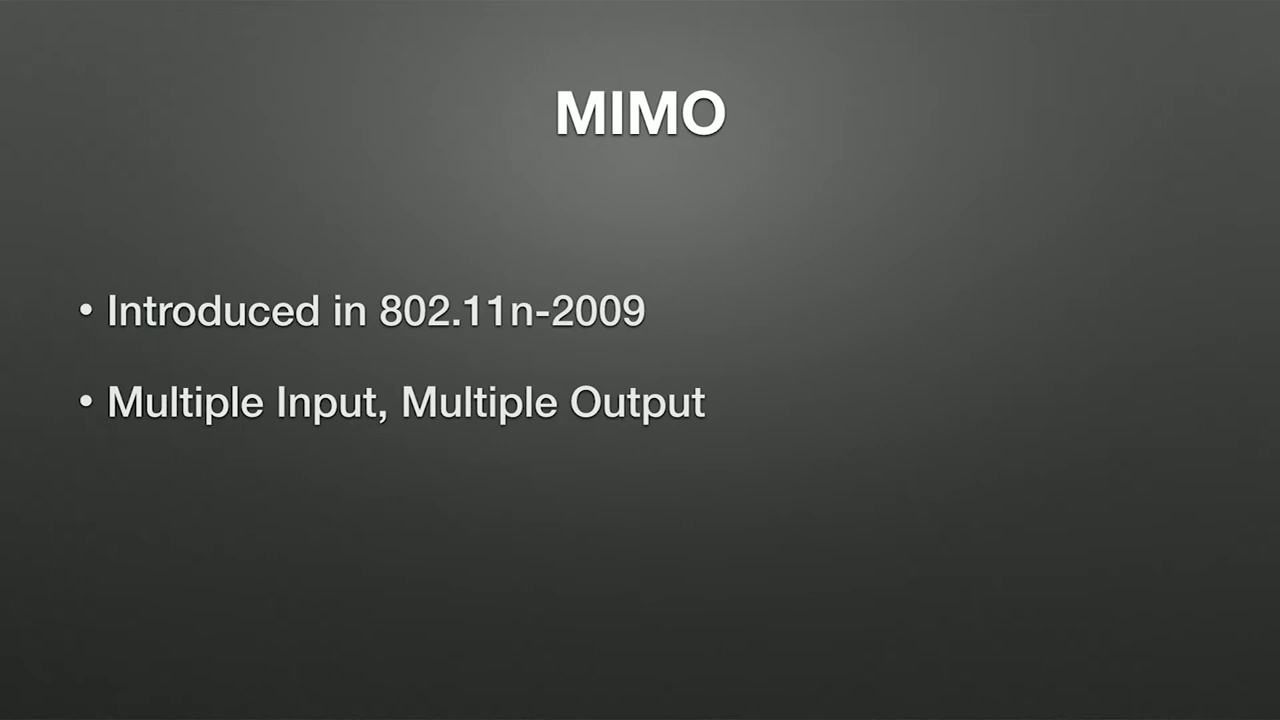 MIMO
• Introduced in 802.11n-2009
• Multiple Input, Multiple Output